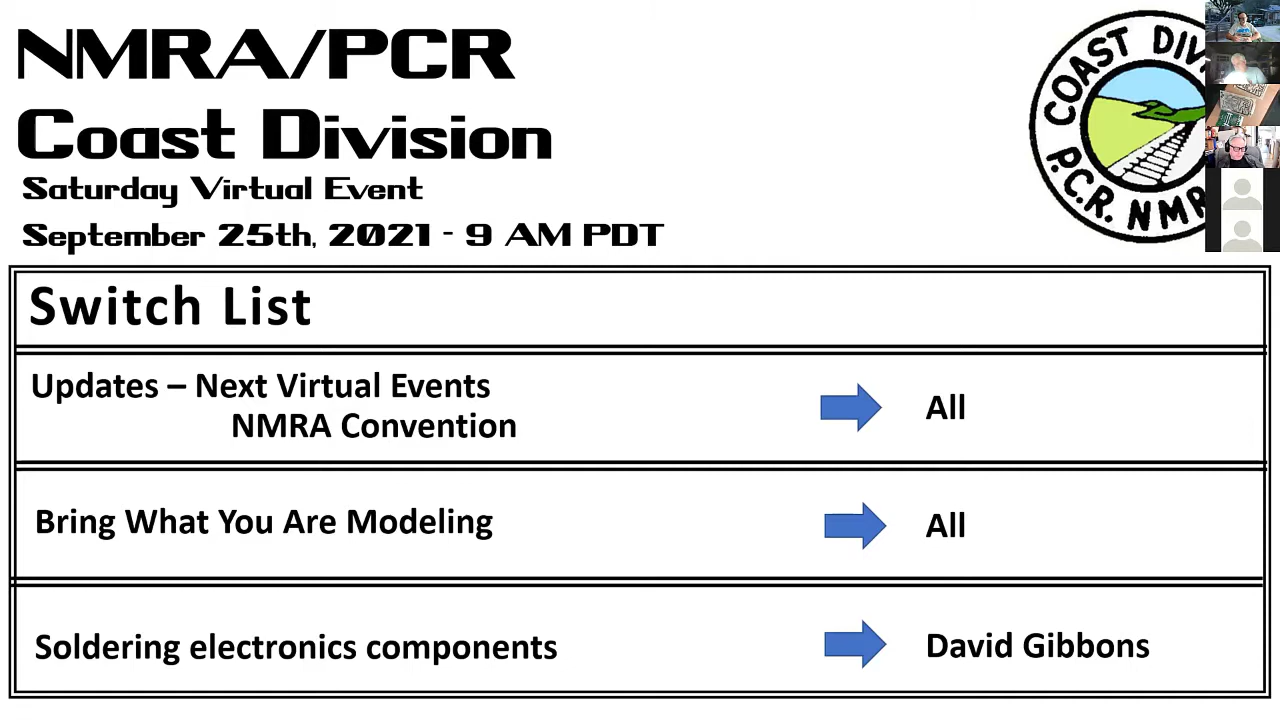 NMRA/PCR
Coast Division
Saturday Virtual Event
September 25th, 2021 - 9 AM PDT
COAST DIV
P.C.R. NMR
Switch List
Updates – Next Virtual Events
NMRA Convention
All
Bring What You Are Modeling
All
Soldering electronics components
David Gibbons